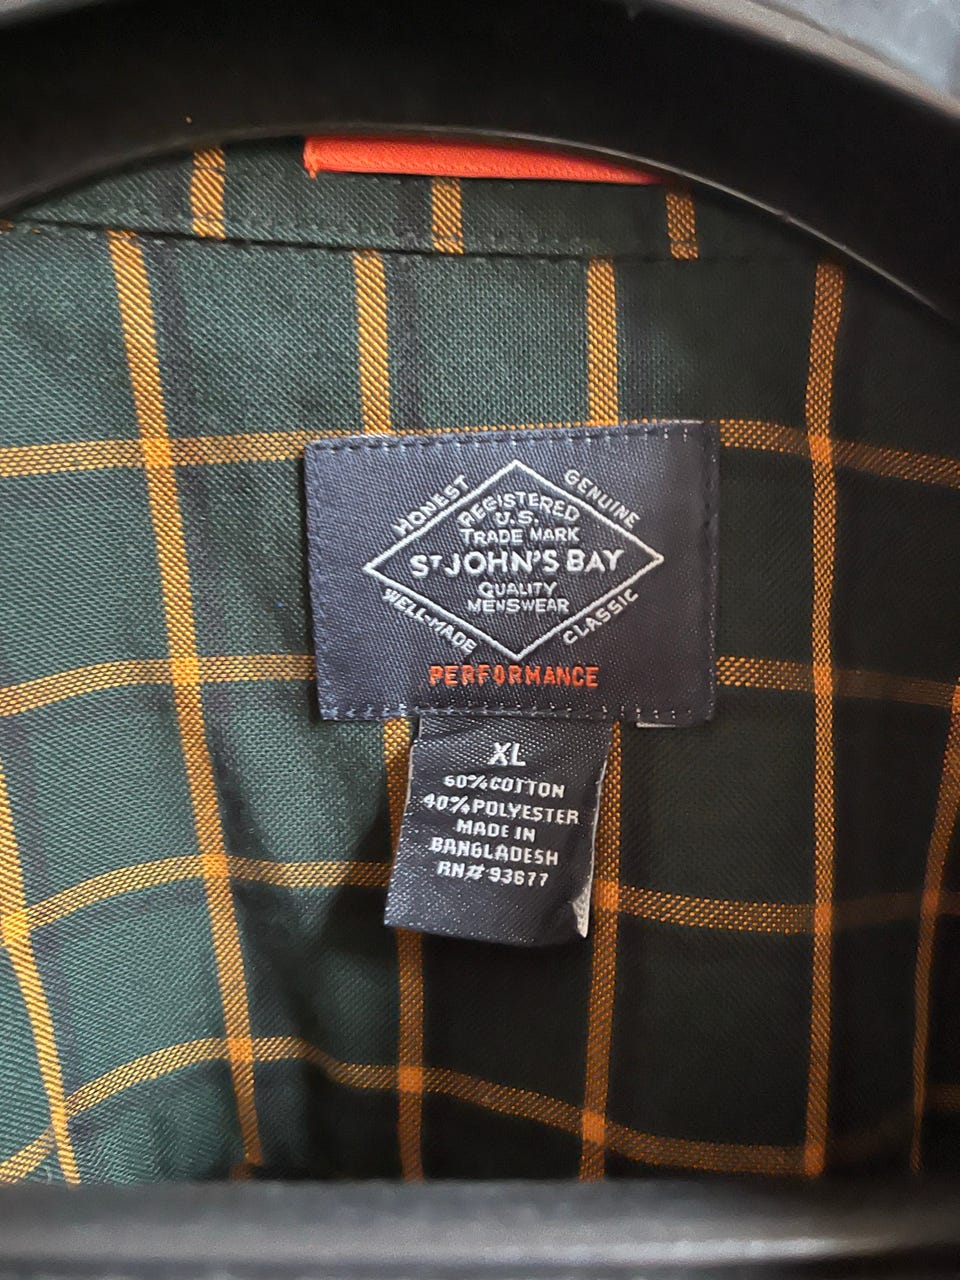 HONEST GENUINE
REGISTERED
U.S.
TRADE MARK
ST JOHN'S BAY
QUALITY
MENSWEAR
WELL-MADE CLASSIC
PERFORMANCE
XL
60% COTTON
40% POLYESTER
MADE IN
BANGLADESH
RN# 93677